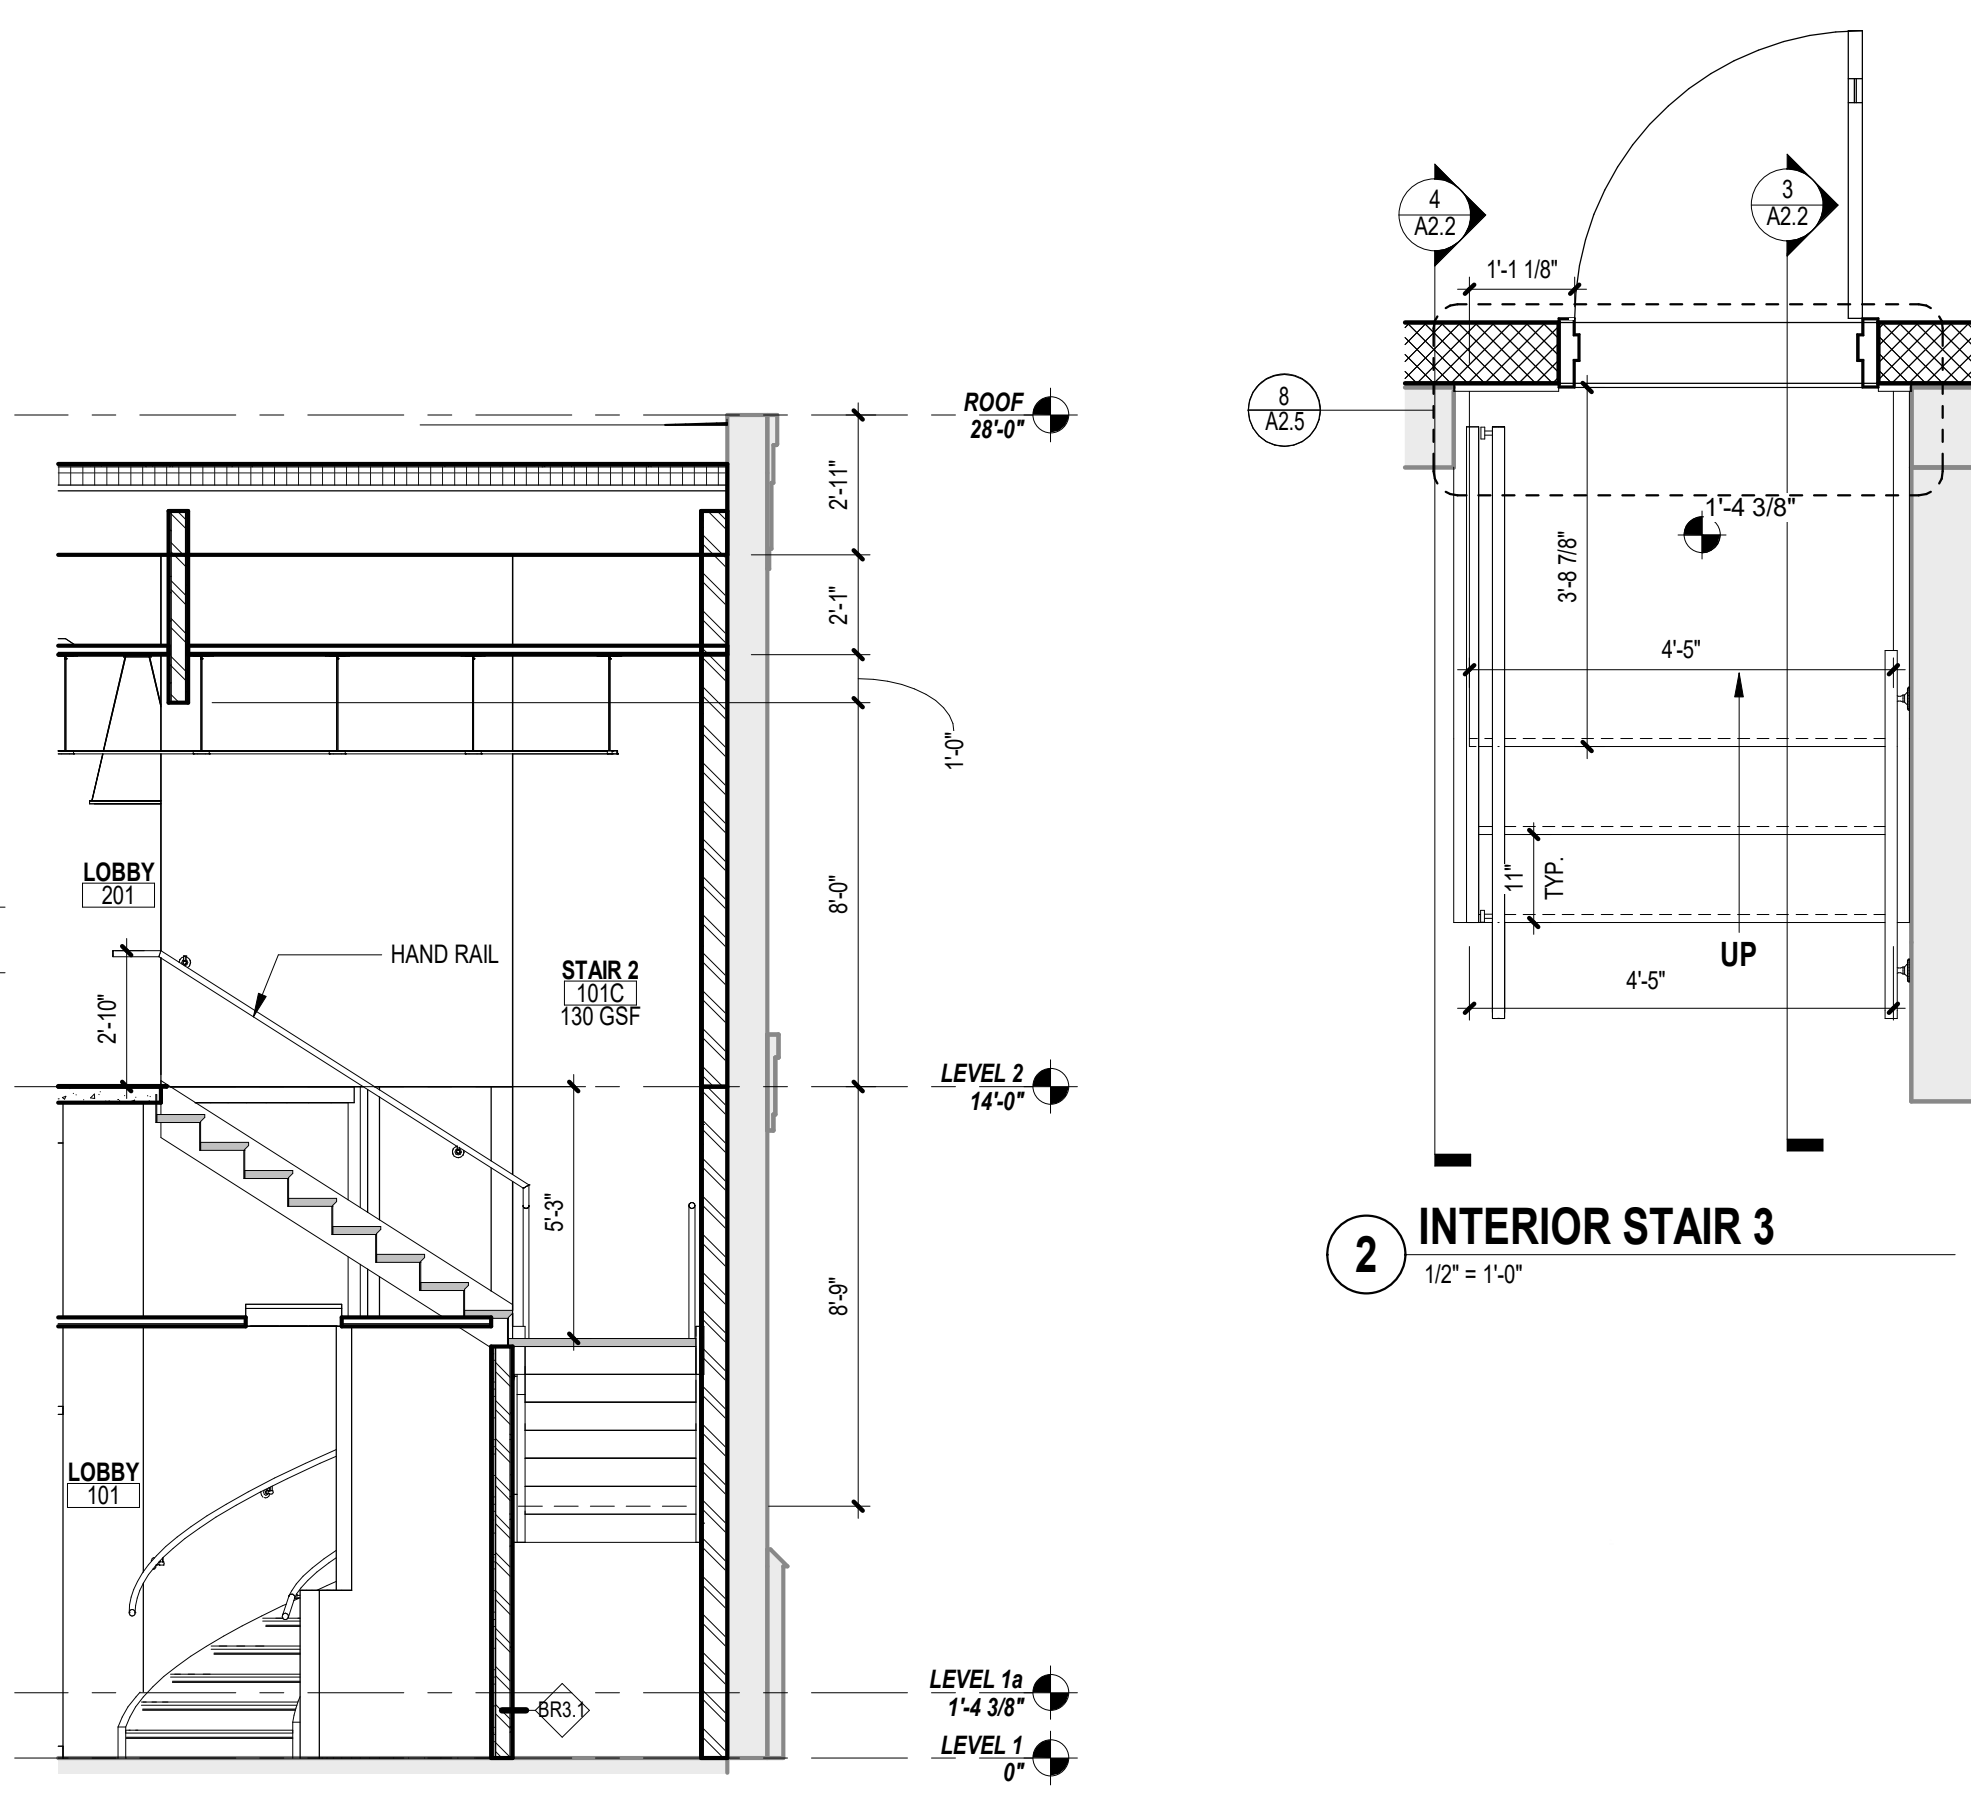 ROOF
28'-0"
2'-11"
2'-1"
1'-0"
8'-0"
LOBBY
201
HAND RAIL
STAIR 2
101C
130 GSF
2'-10"
LEVEL 2
14'-0"
5'-3"
8'-9"
LOBBY
101
BR3.1
LEVEL 1a
1'-4 3/8"
LEVEL 1
0"
4
A2.2
3
A2.2
1'-1 1/8"
8
A2.5
1'-4 3/8"
3'-8 7/8"
4'-5"
11"
TYP.
UP
4'-5"
2
INTERIOR STAIR 3
1/2" = 1'-0"